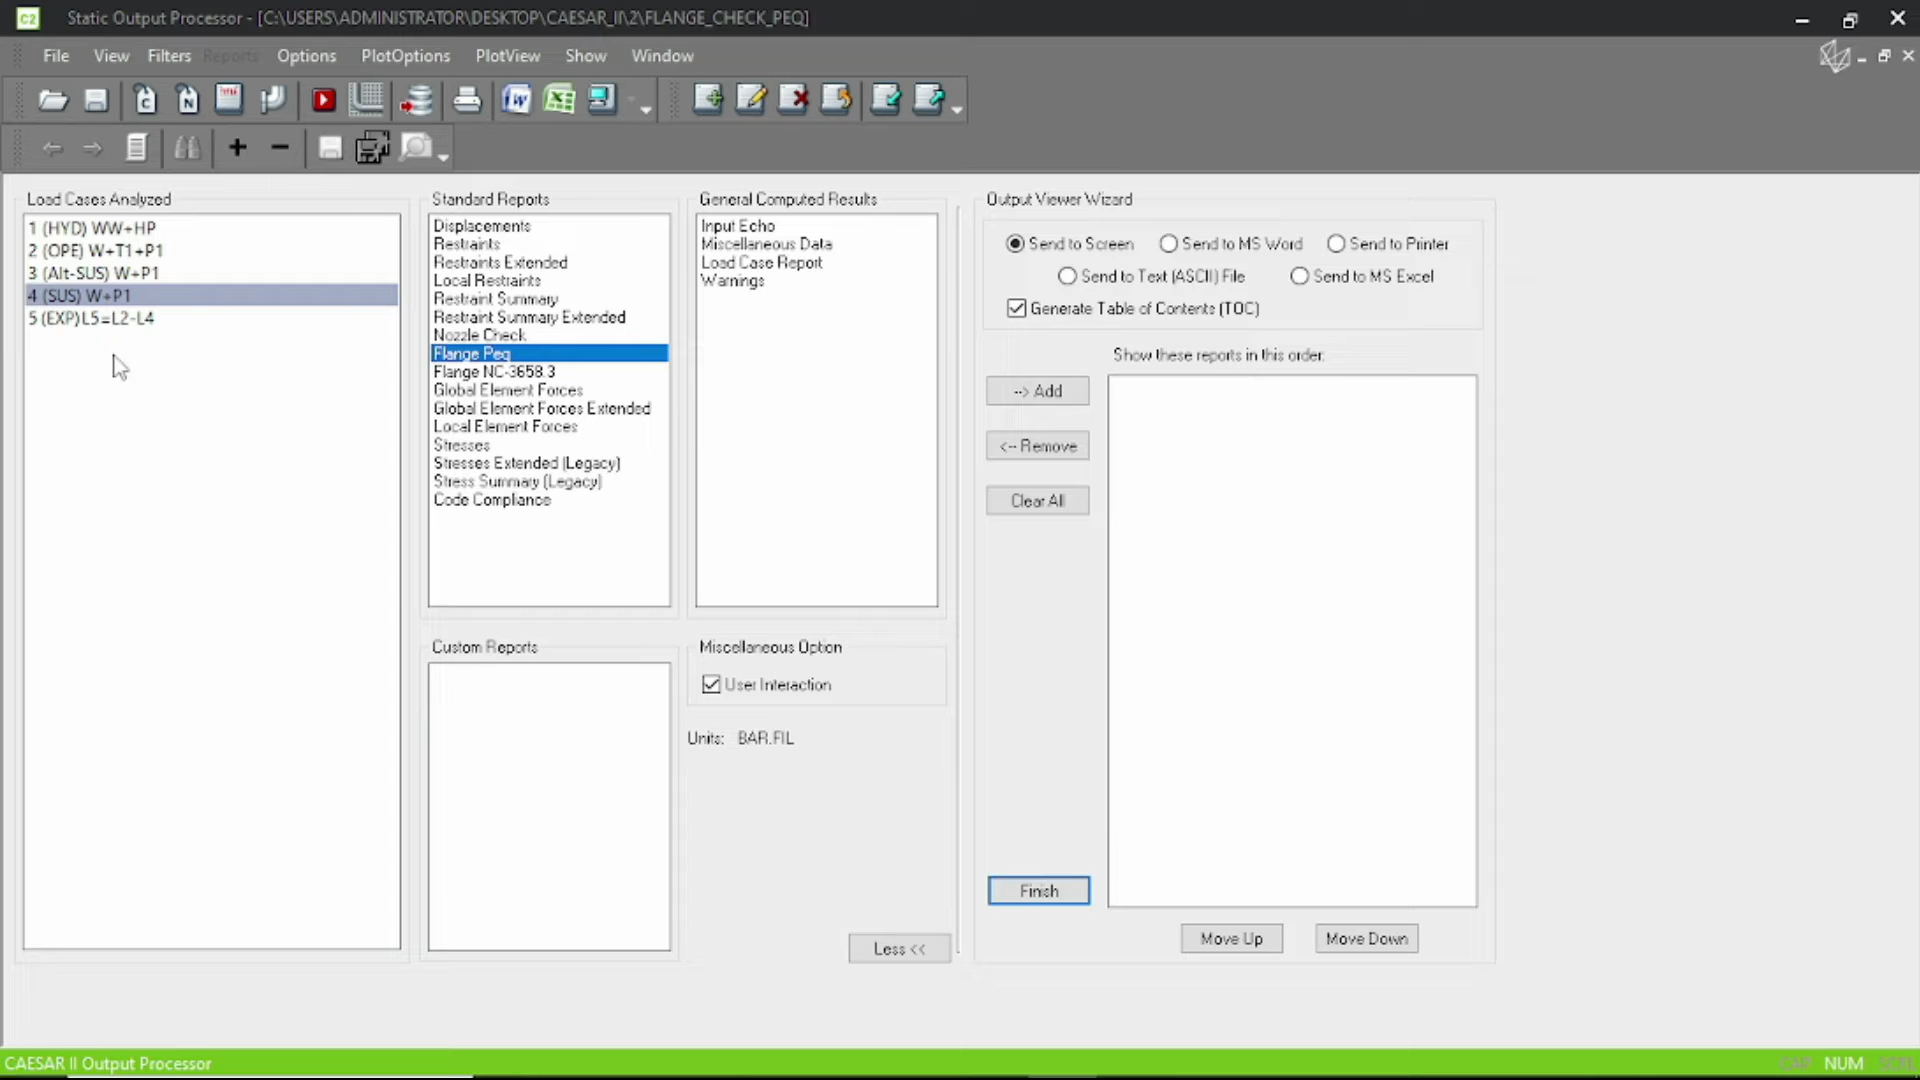 C2 Static Output Processor - [C:\USERS\ADMINISTRATOR\DESKTOP\CAESAR_II\2\FLANGE_CHECK_PEQ]
File View Filters Reports Options PlotOptions PlotView Show Window
Load Cases Analyzed
1 (HYD) WW+HP
2 (OPE) W+T1+P1
3 (Alt-SUS) W+P1
4 (SUS) W+P1
5 (EXP)L5=L2-L4
Standard Reports
Displacements
Restraints
Restraints Extended
Local Restraints
Restraint Summary
Restraint Summary Extended
Nozzle Check
Flange Peq
Flange NC-3658.3
Global Element Forces
Global Element Forces Extended
Local Element Forces
Stresses
Stresses Extended (Legacy)
Stress Summary (Legacy)
Code Compliance
General Computed Results
Input Echo
Miscellaneous Data
Load Case Report
Warnings
Custom Reports
Miscellaneous Option
User Interaction
Units: BAR.FIL
Less <<
Output Viewer Wizard
Send to Screen Send to MS Word Send to Printer
Send to Text (ASCII) File Send to MS Excel
Generate Table of Contents (TOC)
Show these reports in this order:
--> Add
<-- Remove
Clear All
Finish
Move Up Move Down
CAESAR II Output Processor CAP NUM SCRL